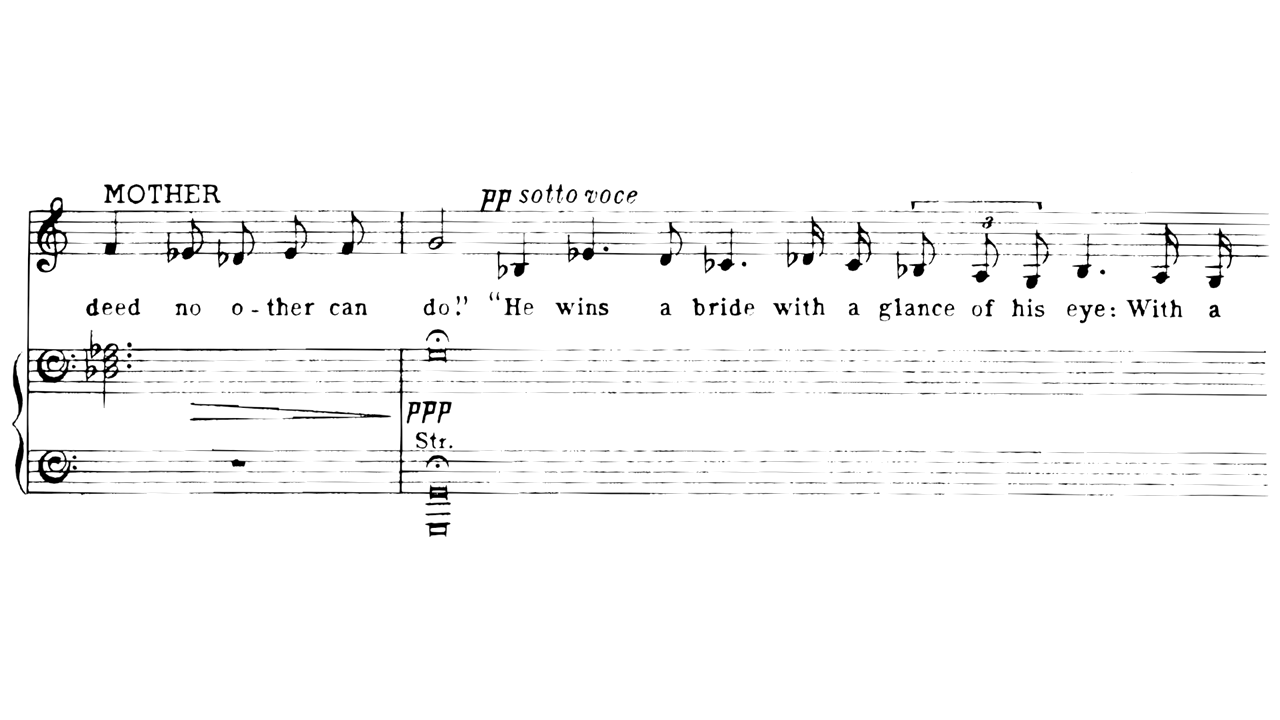 MOTHER
pp sotto voce
3
deed no o - ther can do." "He wins a bride with a glance of his eye: With a
ppp
Str.